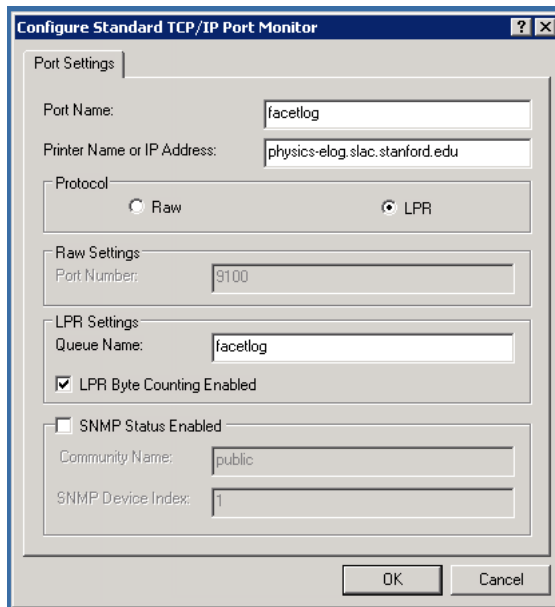 Configure Standard TCP/IP Port Monitor
Port Settings
Port Name: facetlog
Printer Name or IP Address: physics-elog.slac.stanford.edu
Protocol
Raw LPR
Raw Settings
Port Number: 9100
LPR Settings
Queue Name: facetlog
LPR Byte Counting Enabled
SNMP Status Enabled
Community Name: public
SNMP Device Index: 1
OK Cancel